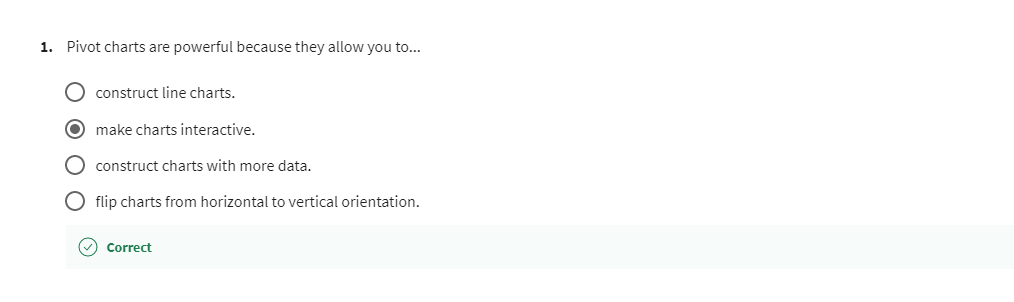 1. Pivot charts are powerful because they allow you to...
construct line charts.
make charts interactive.
construct charts with more data.
flip charts from horizontal to vertical orientation.
Correct